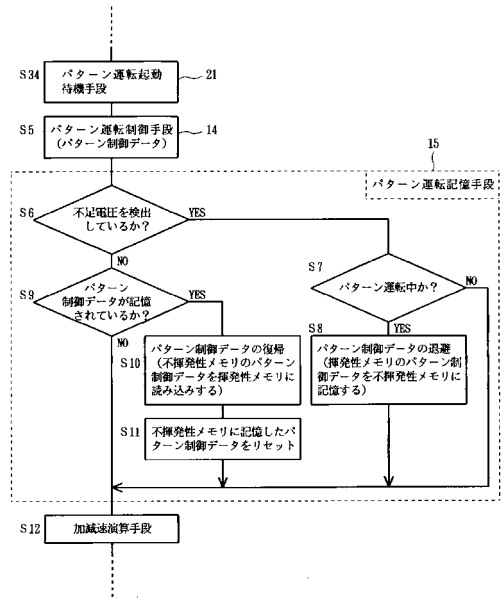 S34
パターン運転起動
待機手段
21
S5
パターン運転制御手段
(パターン制御データ)
14
15
パターン運転記憶手段
S6
不足電圧を検出
しているか?
YES
NO
S7
パターン運転中か?
NO
YES
S9
パターン
制御データが記憶
されているか?
YES
NO
S8
パターン制御データの退避
(揮発性メモリのパターン制
御データを不揮発性メモリに
記憶する)
S10
パターン制御データの復帰
(不揮発性メモリのパターン
制御データを揮発性メモリに
読み込みする)
S11
不揮発性メモリに記憶したパ
ターン制御データをリセット
S12
加減速演算手段